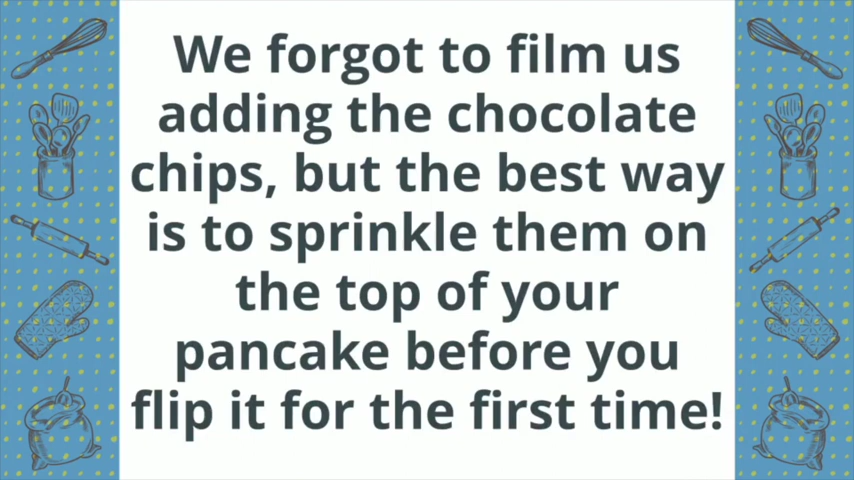 We forgot to film us
adding the chocolate
chips, but the best way
is to sprinkle them on
the top of your
pancake before you
flip it for the first time!